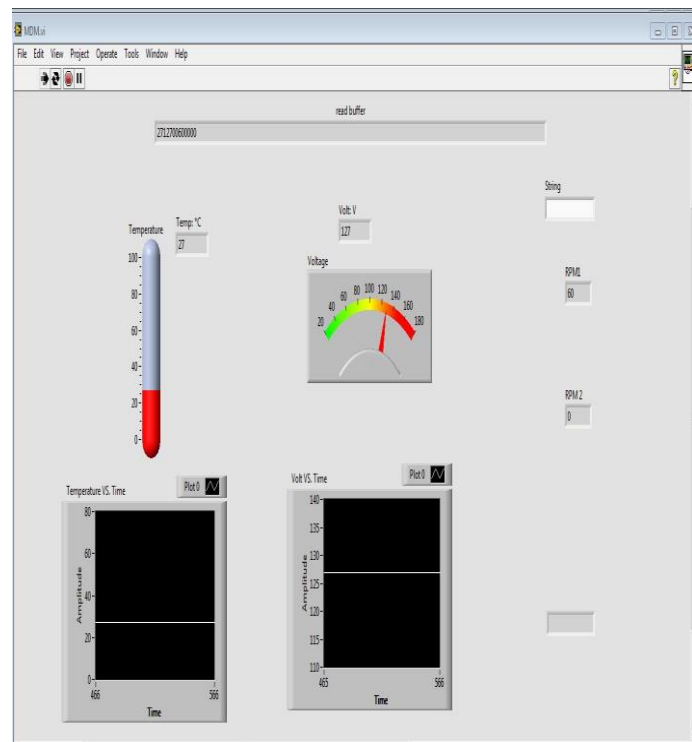 MDM.vi
File Edit View Project Operate Tools Window Help
?
read buffer
2712700600000
String
Temperature
Temp: °C
27
Volt: V
127
Voltage
20 40 60 80 100 120 140 160 180
RPM1
60
100-
80-
60-
40-
20-
0-
RPM 2
0
Temperature VS. Time
Plot 0
Volt VS. Time
Plot 0
80-
60-
40-
20-
0-
Amplitude
466 566
Time
140-
135-
130-
125-
120-
115-
110-
Amplitude
465 566
Time